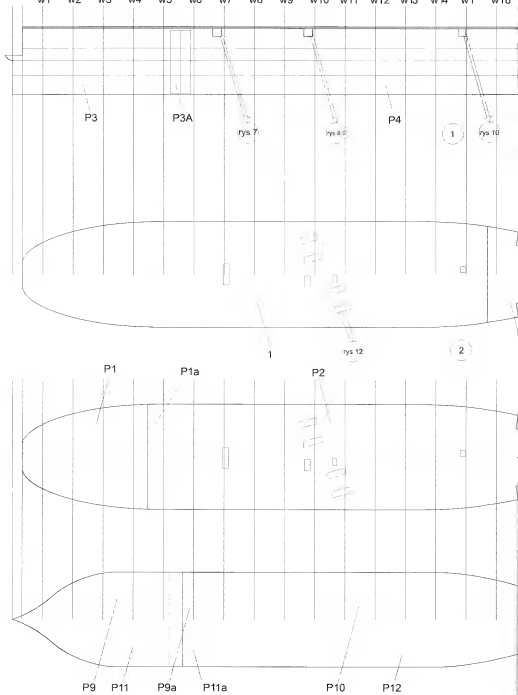 w1 w2 w3 w4 w5 w6 w7 w8 w9 w10 w11 w12 w13 w14 w1 w16
P3 P3A rys 7 rys 8.9 P4 1 rys 10
1 rys 12 2
P1 P1a P2
P9 P11 P9a P11a P10 P12